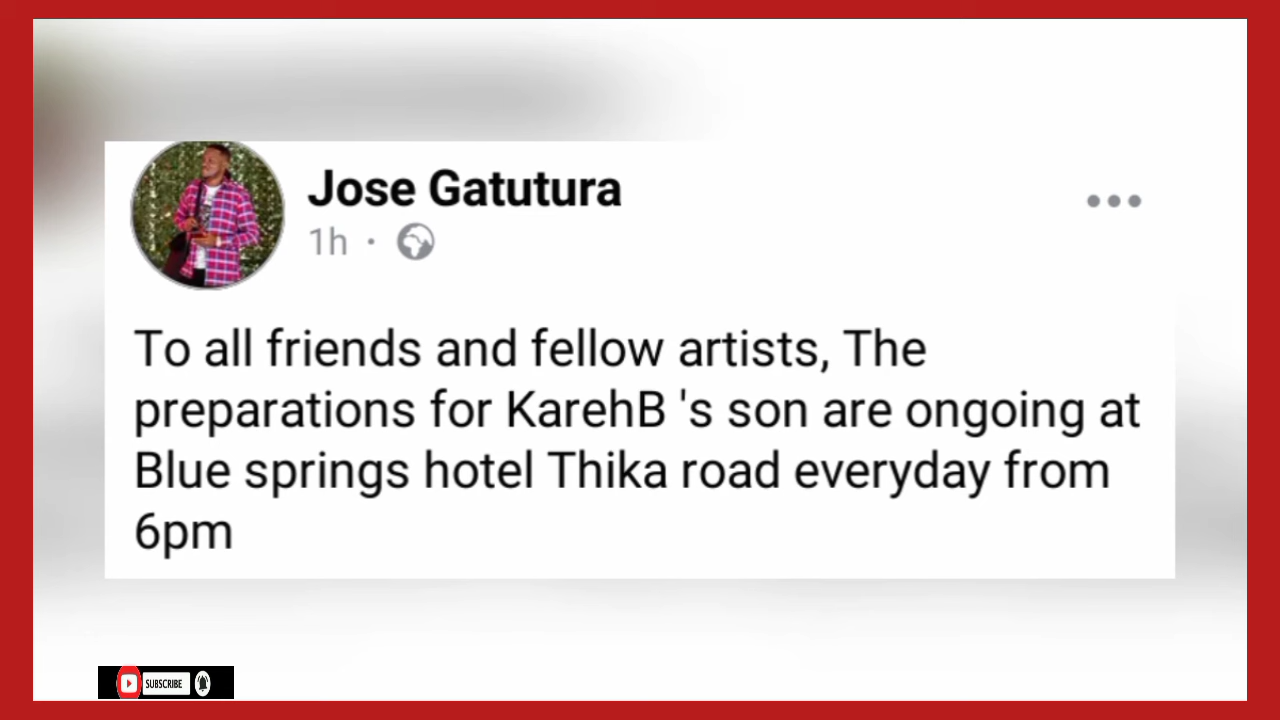 Jose Gatutura
1h ·
To all friends and fellow artists, The
preparations for KarehB 's son are ongoing at
Blue springs hotel Thika road everyday from
6pm
SUBSCRIBE